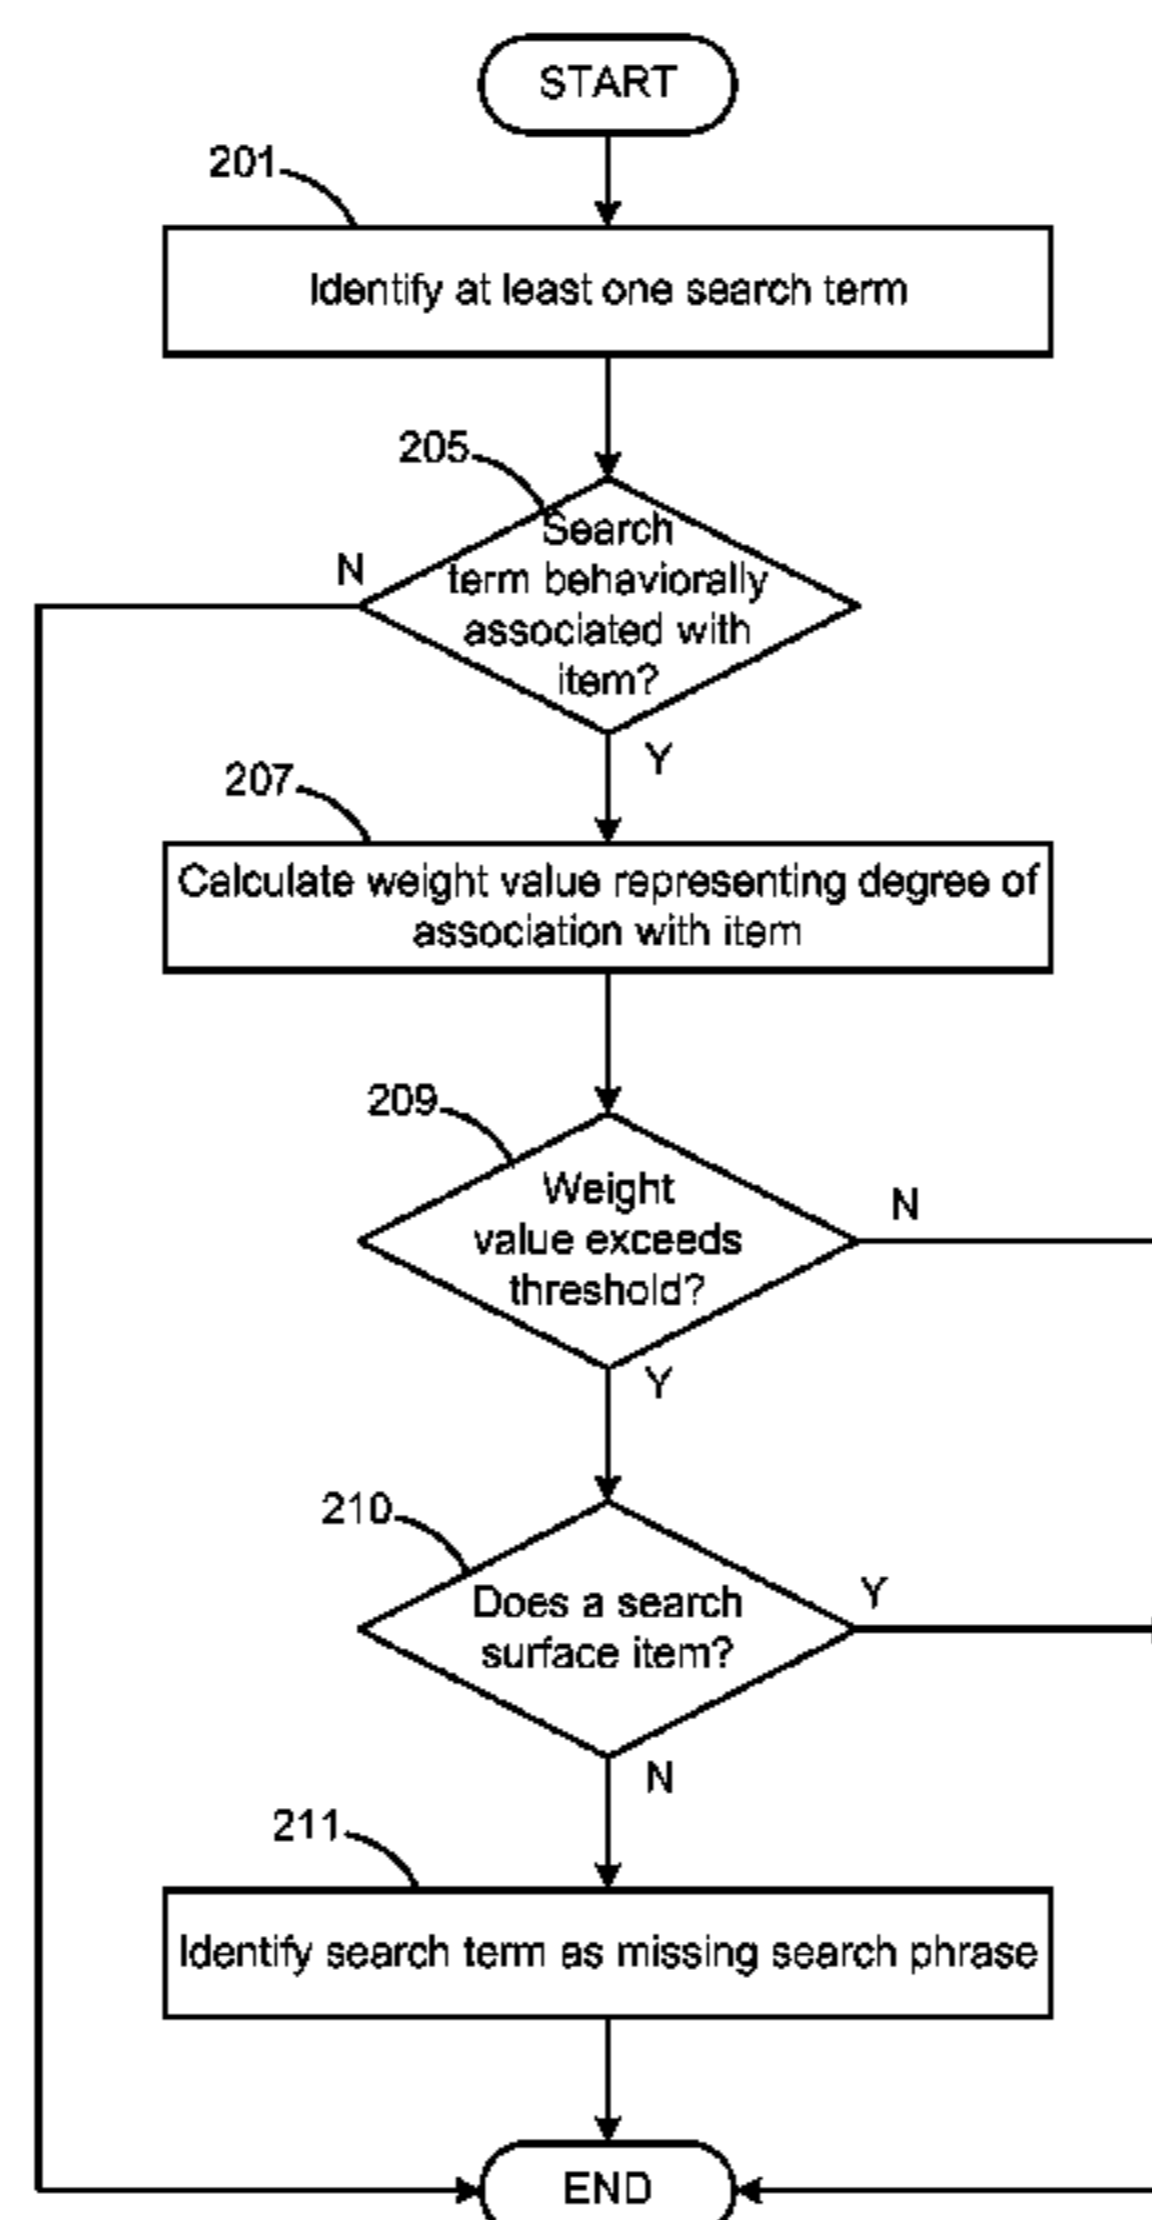 START
201
Identify at least one search term
205
Search
term behaviorally
associated with
item?
N
Y
207
Calculate weight value representing degree of
association with item
209
Weight
value exceeds
threshold?
N
Y
210
Does a search
surface item?
Y
N
211
Identify search term as missing search phrase
END